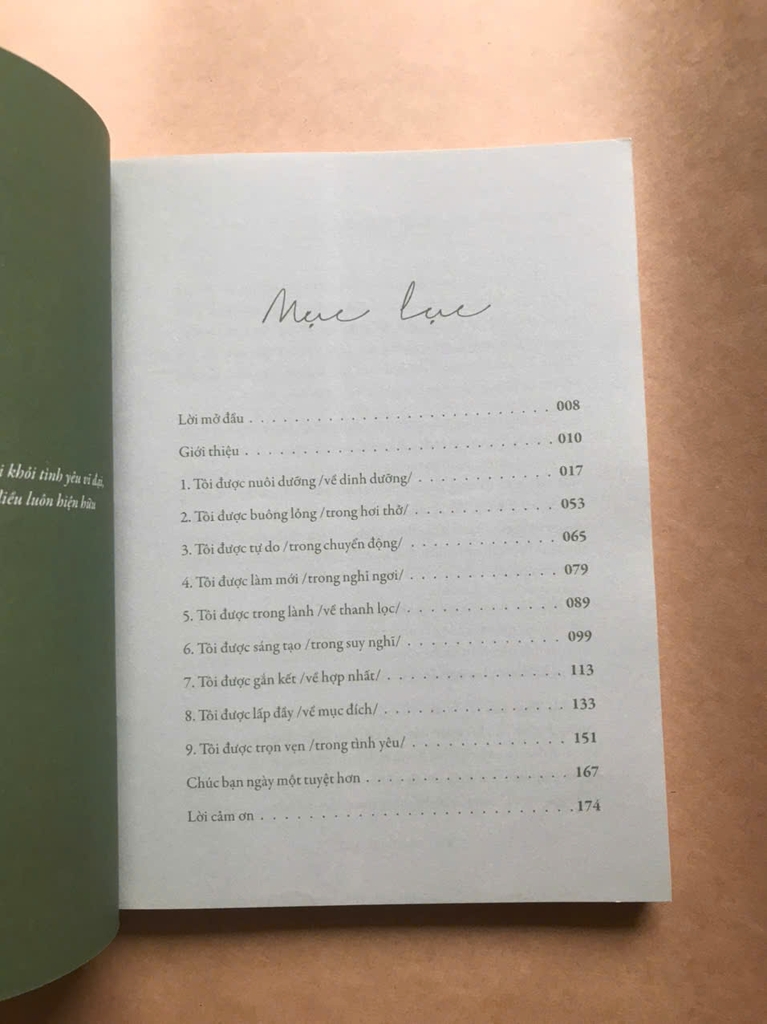 khôi tình yêu vĩ đại,
luôn hiện hữu
Mục lục
Lời mở đầu . . . . . . . . . . . . . . . . . . . . . . . . . . 008
Giới thiệu . . . . . . . . . . . . . . . . . . . . . . . . . . 010
1. Tôi được nuôi dưỡng /về dinh dưỡng/ . . . . . . . . . . . . 017
2. Tôi được buông lỏng /trong hơi thở/ . . . . . . . . . . . . 053
3. Tôi được tự do /trong chuyển động/ . . . . . . . . . . . . 065
4. Tôi được làm mới /trong nghỉ ngơi/ . . . . . . . . . . . . 079
5. Tôi được trong lành /về thanh lọc/ . . . . . . . . . . . . 089
6. Tôi được sáng tạo /trong suy nghĩ/ . . . . . . . . . . . . 099
7. Tôi được gắn kết /về hợp nhất/ . . . . . . . . . . . . . . 113
8. Tôi được lấp đầy /về mục đích/ . . . . . . . . . . . . . . 133
9. Tôi được trọn vẹn /trong tình yêu/ . . . . . . . . . . . . 151
Chúc bạn ngày một tuyệt hơn . . . . . . . . . . . . . . . . 167
Lời cảm ơn . . . . . . . . . . . . . . . . . . . . . . . . . 174